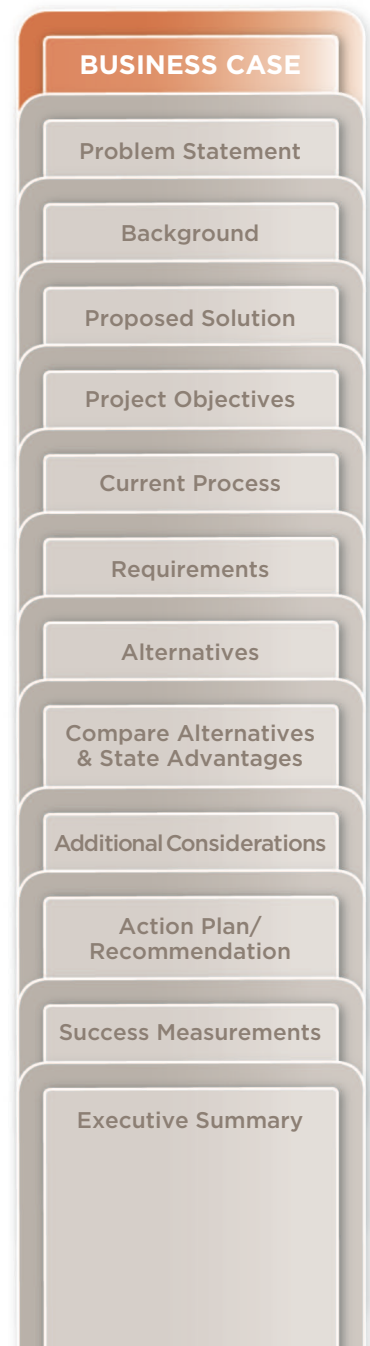 BUSINESS CASE
Problem Statement
Background
Proposed Solution
Project Objectives
Current Process
Requirements
Alternatives
Compare Alternatives
& State Advantages
Additional Considerations
Action Plan/
Recommendation
Success Measurements
Executive Summary